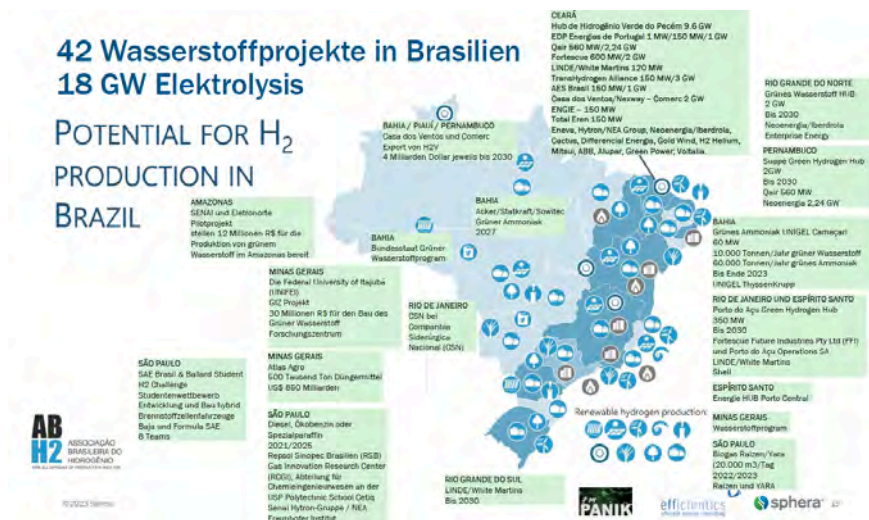 42 Wasserstoffprojekte in Brasilien
18 GW Elektrolysis
POTENTIAL FOR H2
PRODUCTION IN
BRAZIL
CEARÁ
Hub de Hidrogênio Verde do Pecém 9.6 GW
EDP Energias de Portugal 1 MW/150 MW/1 GW
Qair 560 MW/2,24 GW
Fortescue 600 MW/2 GW
LINDE/White Martins 120 MW
TransHydrogen Alliance 150 MW/3 GW
AES Brasil 150 MW/1 GW
Casa dos Ventos/Nexway – Comerc 2 GW
ENGIE – 150 MW
Total Eren 150 MW
Eneva, Hytron/NEA Group, Neoenergia/Iberdrola,
Cactus, Differencial Energia, Gold Wind, H2 Helium,
Mitsui, ABB, Alupar, Green Power, Voltalia.
RIO GRANDE DO NORTE
Grünes Wasserstoff HUB
2 GW
Bis 2030
Neoenergia/Iberdrola
Enterprise Energy
PERNAMBUCO
Suape Green Hydrogen Hub
2GW
Bis 2030
Qair 560 MW
Neoenergia 2,24 GW
BAHIA / PIAUÍ / PERNAMBUCO
Casa dos Ventos und Comerc
Export von H2V
4 Milliarden Dollar jeweils bis 2030
AMAZONAS
SENAI und Eletronorte
Pilotprojekt
stellen 12 Millionen R$ für die
Produktion von grünem
Wasserstoff im Amazonas bereit
BAHIA
Acker/Statkraft/Sowitec
Grüner Ammoniak
2027
BAHIA
Bundesstaat Grüner
Wasserstoffprogram
BAHIA
Grünes Ammoniak UNIGEL Camaçari
60 MW
10.000 Tonnen/Jahr grüner Wasserstoff
60.000 Tonnen/Jahr grünes Ammoniak
Bis Ende 2023
UNIGEL ThyssenKrupp
MINAS GERAIS
Die Federal University of Itajubá
(UNIFEI)
GIZ Projekt
30 Millionen R$ für den Bau des
Grüner Wasserstoff
Forschungszentrum
RIO DE JANEIRO
CSN bei
Companhia
Siderúrgica
Nacional (CSN)
RIO DE JANEIRO UND ESPÍRITO SANTO
Porto do Açu Green Hydrogen Hub
350 MW
Bis 2030
Fortescue Future Industries Pty Ltd (FFI)
und Porto do Açu Operations SA
LINDE/White Martins
Shell
SÃO PAULO
SAE Brasil & Ballard Student
H2 Challenge
Studentenwettbewerb
Entwicklung und Bau hybrid
Brennstoffzellenfahrzeuge
Baja und Formula SAE
8 Teams
MINAS GERAIS
Atlas Agro
500 Tausend Ton Düngermittel
US$ 850 Milliarden
ESPÍRITO SANTO
Energie HUB Porto Central
SÃO PAULO
Diesel, Ökobenzin oder
Spezialparaffin
2021/2025
Repsol Sinopec Brasilien (RSB)
Gas Innovation Research Center
(RCGI), Abteilung für
Chemieingenieurwesen an der
USP Polytechnic School Cetiq
Senai Hytron-Gruppe / NEA
Fraunhofer Institut
Renewable hydrogen production:
MINAS GERAIS
Wasserstoffprogram
SÃO PAULO
Biogas Raízen/Yara
(20.000 m3/Tag
2022/2023
Raízen und YARA
RIO GRANDE DO SUL
LINDE/White Martins
Bis 2030
AB
H2
ASSOCIAÇÃO
BRASILEIRA DO
HIDROGÊNIO
PANIK
efficientics
sphera